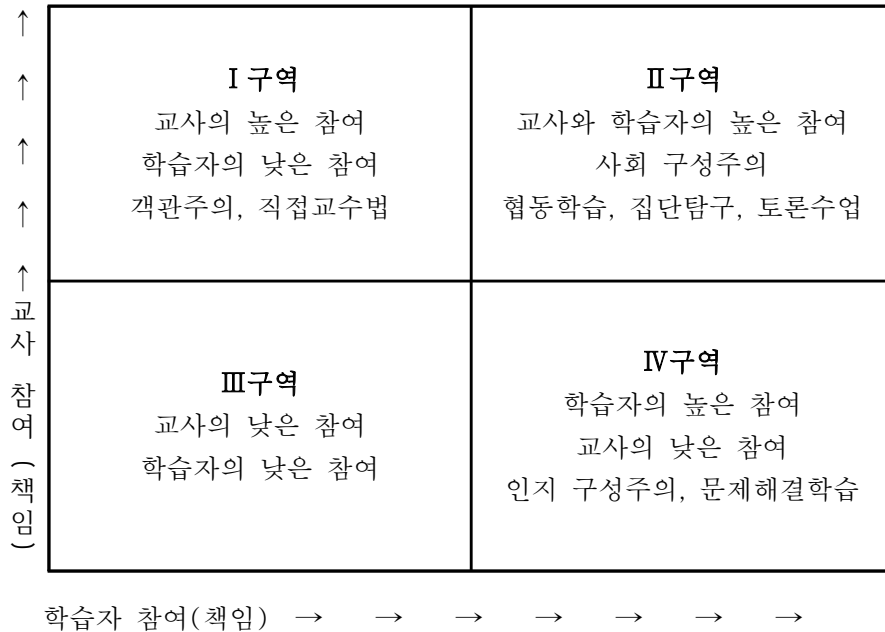 Ⅰ구역
교사의 높은 참여
학습자의 낮은 참여
객관주의, 직접교수법
Ⅱ구역
교사와 학습자의 높은 참여
사회 구성주의
협동학습, 집단탐구, 토론수업
Ⅲ구역
교사의 낮은 참여
학습자의 낮은 참여
Ⅳ구역
학습자의 높은 참여
교사의 낮은 참여
인지 구성주의, 문제해결학습
↑ ↑ ↑ ↑ ↑ 교사 참여(책임)
학습자 참여(책임) → → → → → → →